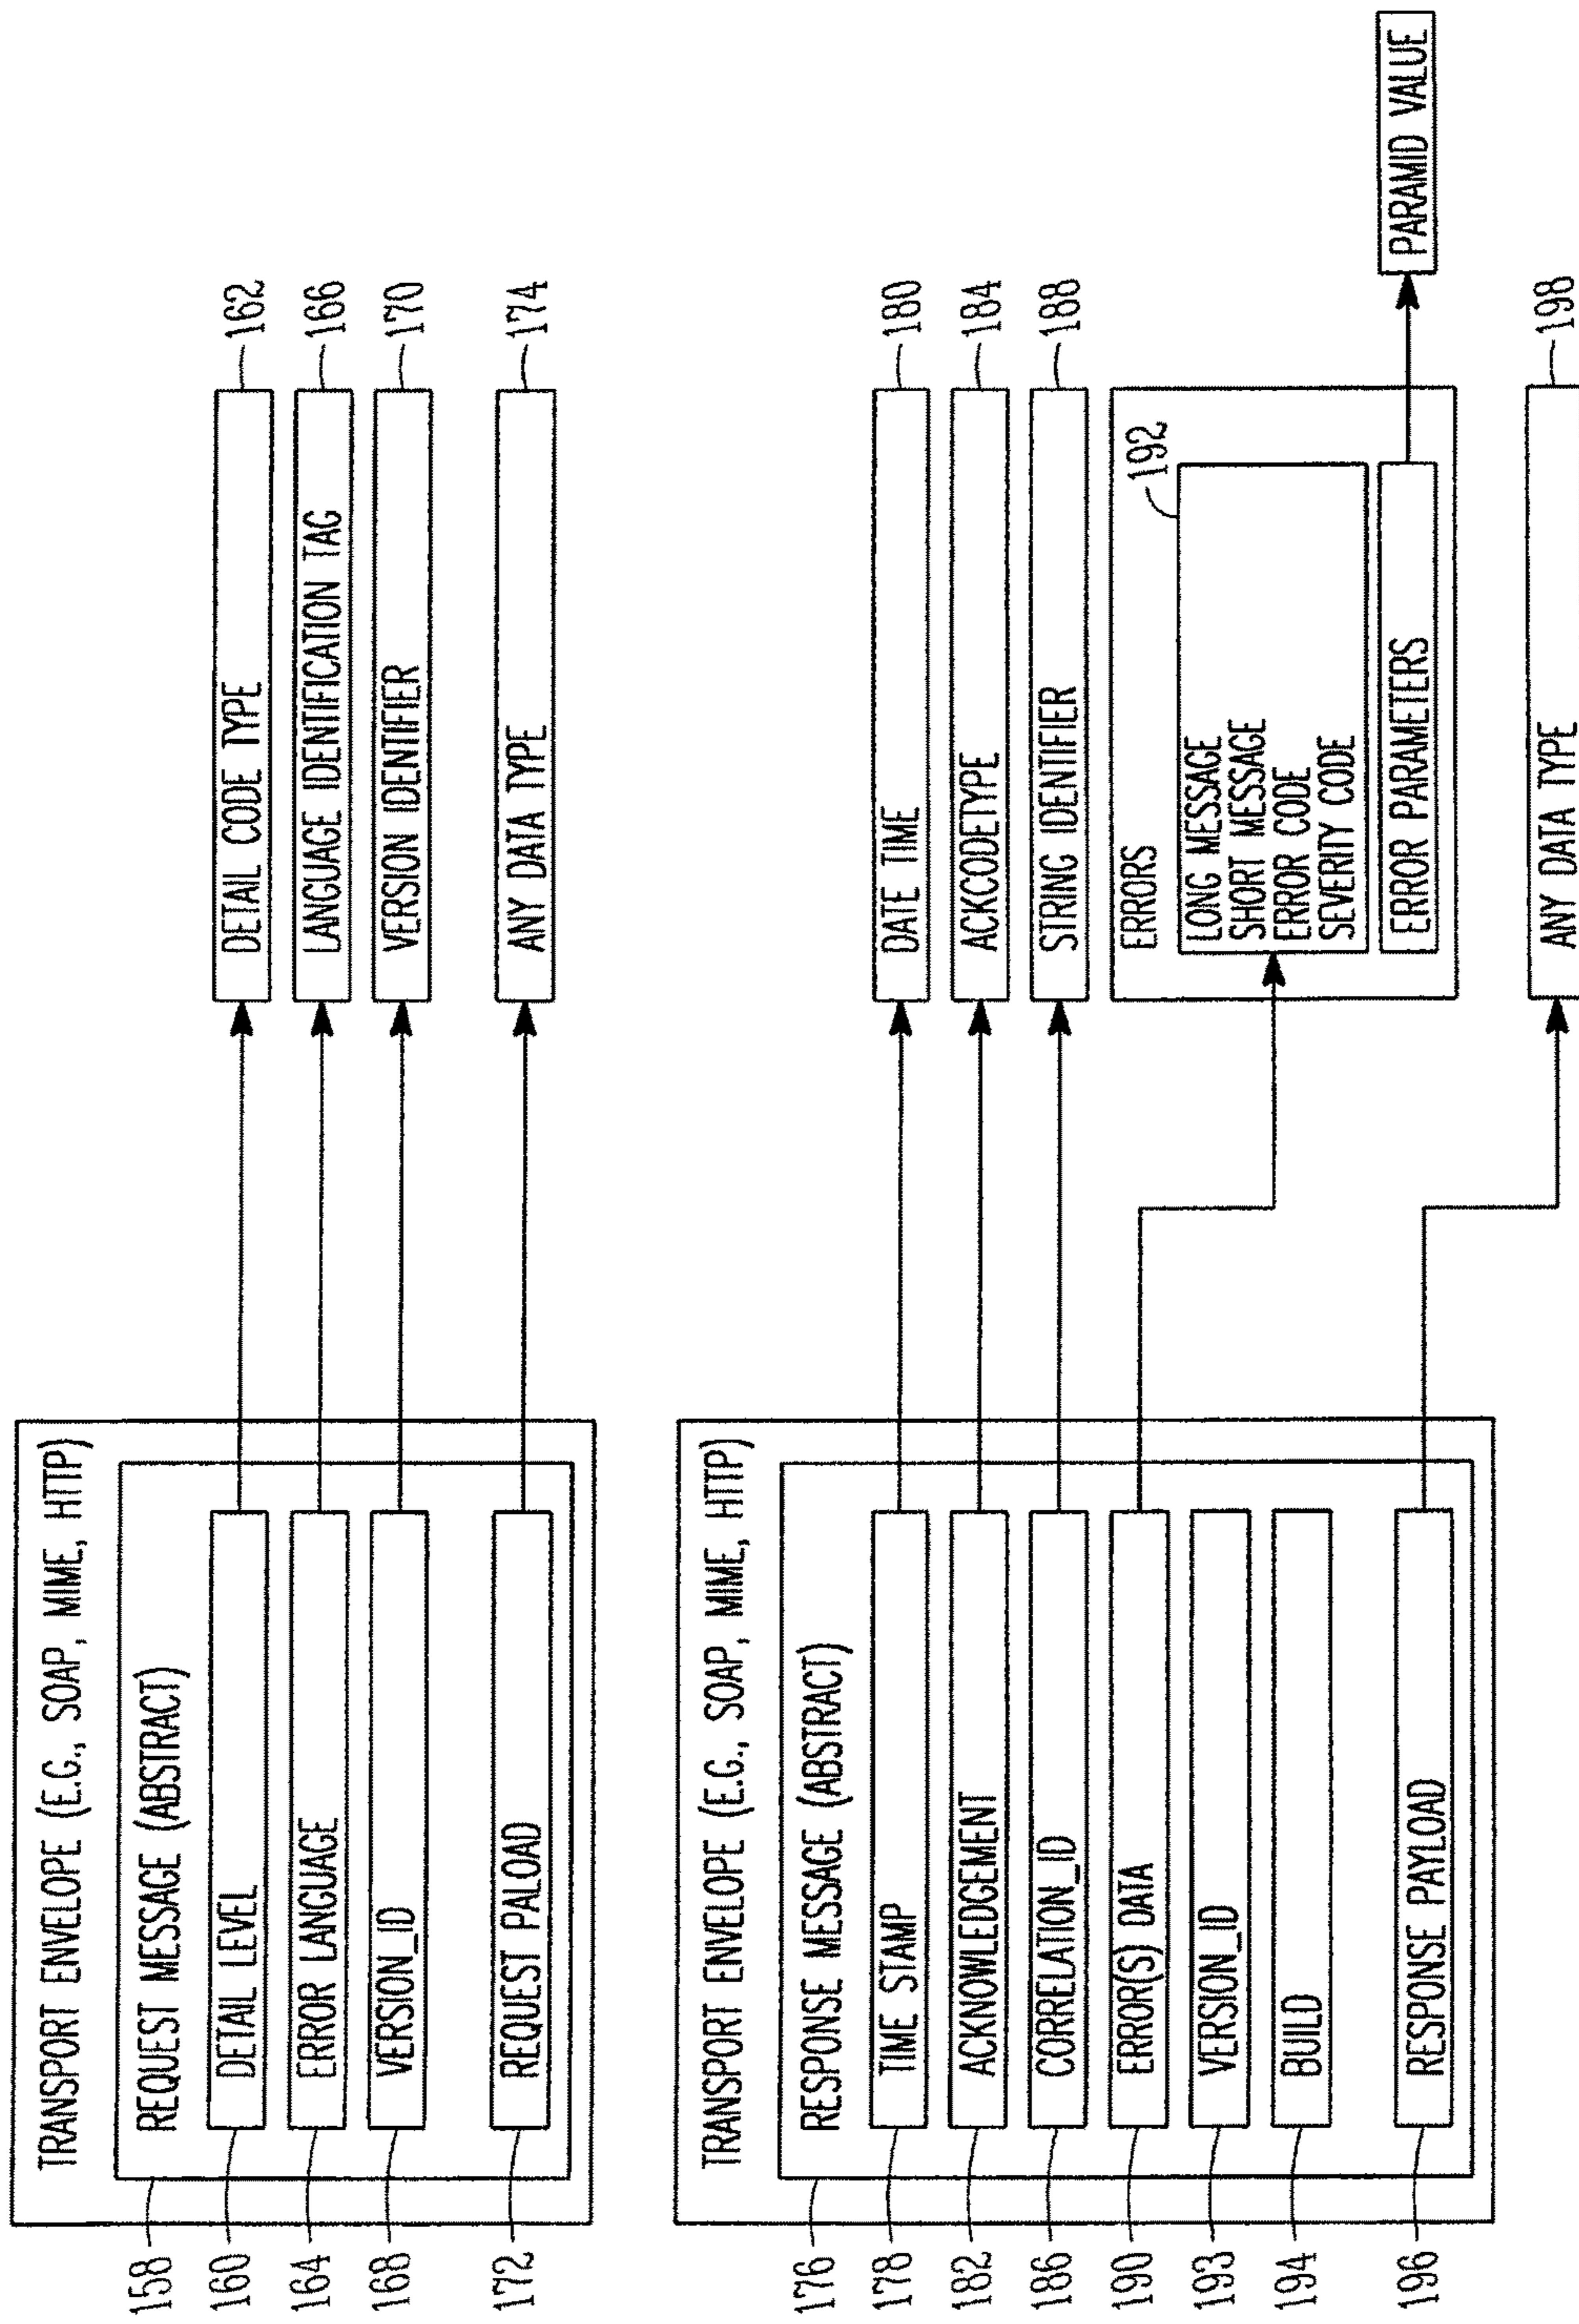 TRANSPORT ENVELOPE (E.G., SOAP, MIME, HTTP)
158
REQUEST MESSAGE (ABSTRACT)
160
DETAIL LEVEL
DETAIL CODE TYPE
162
164
ERROR LANGUAGE
LANGUAGE IDENTIFICATION TAG
166
168
VERSION_ID
VERSION IDENTIFIER
170
172
REQUEST PALOAD
ANY DATA TYPE
174
TRANSPORT ENVELOPE (E.G., SOAP, MIME, HTTP)
176
RESPONSE MESSAGE (ABSTRACT)
178
TIME STAMP
DATE TIME
180
182
ACKNOWLEDGEMENT
ACKCODETYPE
184
186
CORRELATION_ID
STRING IDENTIFIER
188
190
ERROR(S) DATA
ERRORS
192
193
VERSION_ID
LONG MESSAGE
SHORT MESSAGE
ERROR CODE
SEVERITY CODE
194
BUILD
ERROR PARAMETERS
PARAMID VALUE
196
RESPONSE PAYLOAD
ANY DATA TYPE
198